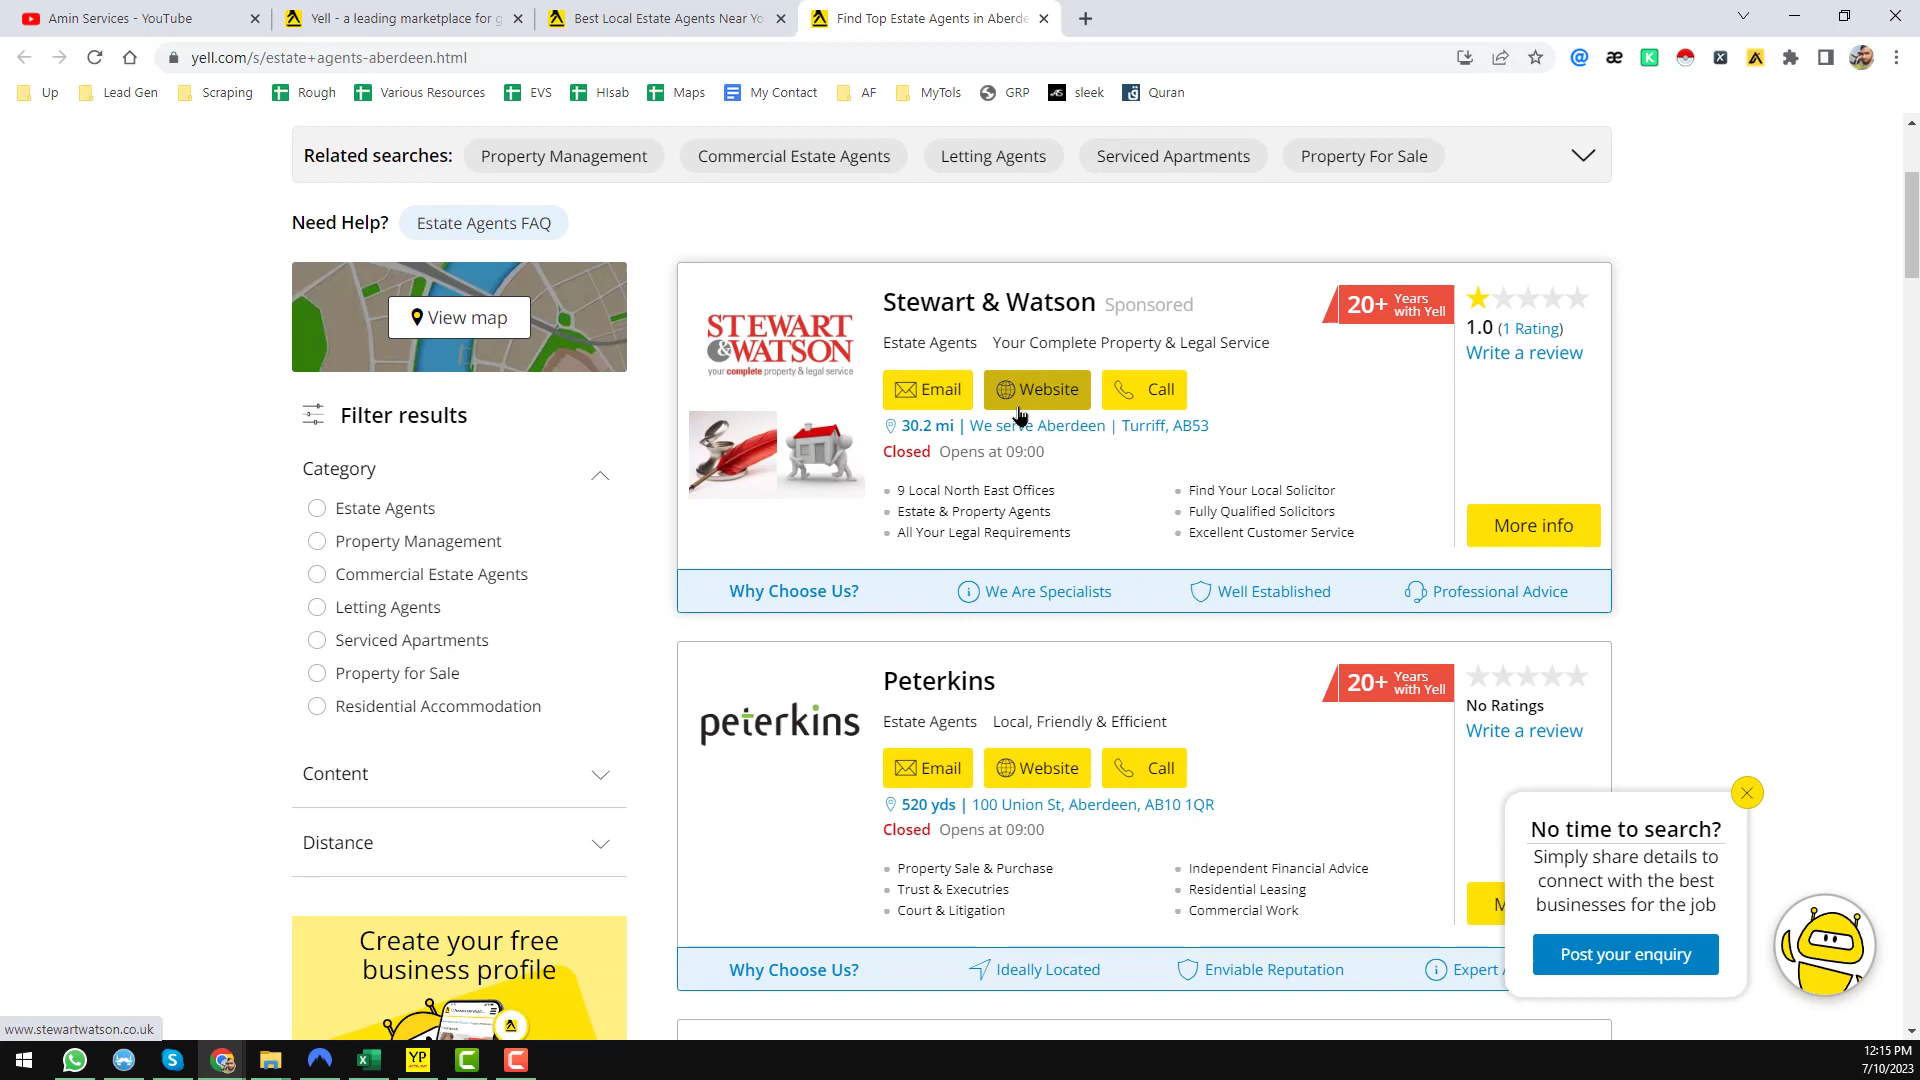 Amin Services - YouTube
Yell - a leading marketplace for g
Best Local Estate Agents Near Yo
Find Top Estate Agents in Aberde
yell.com/s/estate+agents-aberdeen.html
Up Lead Gen Scraping Rough Various Resources EVS HIsab Maps My Contact AF MyTols GRP sleek Quran
Related searches: Property Management Commercial Estate Agents Letting Agents Serviced Apartments Property For Sale
Need Help? Estate Agents FAQ
View map
Filter results
Category
Estate Agents
Property Management
Commercial Estate Agents
Letting Agents
Serviced Apartments
Property for Sale
Residential Accommodation
Content
Distance
Create your free
business profile
STEWART
& WATSON
your complete property & legal service
Stewart & Watson Sponsored
20+ Years with Yell
Estate Agents Your Complete Property & Legal Service
1.0 (1 Rating)
Write a review
Email Website Call
30.2 mi | We serve Aberdeen | Turriff, AB53
Closed Opens at 09:00
9 Local North East Offices
Estate & Property Agents
All Your Legal Requirements
Find Your Local Solicitor
Fully Qualified Solicitors
Excellent Customer Service
More info
Why Choose Us? We Are Specialists Well Established Professional Advice
peterkins
Peterkins
20+ Years with Yell
Estate Agents Local, Friendly & Efficient
No Ratings
Write a review
Email Website Call
520 yds | 100 Union St, Aberdeen, AB10 1QR
Closed Opens at 09:00
Property Sale & Purchase
Trust & Executries
Court & Litigation
Independent Financial Advice
Residential Leasing
Commercial Work
M
Why Choose Us? Ideally Located Enviable Reputation Expert A
No time to search?
Simply share details to
connect with the best
businesses for the job
Post your enquiry
www.stewartwatson.co.uk
YP
12:15 PM
7/10/2023